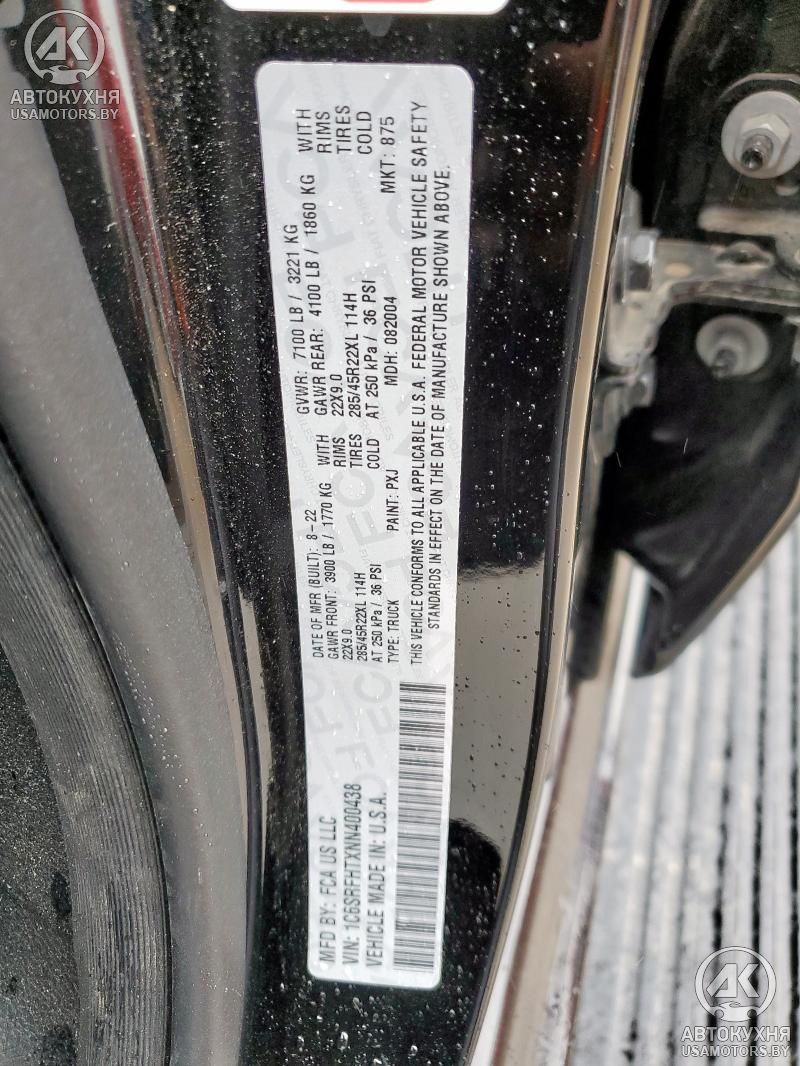 АВТОКУХНЯ
USAMOTORS.BY
MFD BY: FCA US LLC
VIN: 1C6SRFHTXNN400438
VEHICLE MADE IN: U.S.A.
DATE OF MFR (BUILT): 8-22 GVWR: 7100 LB / 3221 KG WITH
GAWR FRONT: 3900 LB / 1770 KG WITH GAWR REAR: 4100 LB / 1860 KG RIMS
22X9.0 RIMS 22X9.0 TIRES
285/45R22XL 114H TIRES 285/45R22XL 114H COLD
AT 250 kPa / 36 PSI COLD AT 250 kPa / 36 PSI
TYPE: TRUCK PAINT: PXJ MDH: 082004 MKT: 875
THIS VEHICLE CONFORMS TO ALL APPLICABLE U.S.A. FEDERAL MOTOR VEHICLE SAFETY
STANDARDS IN EFFECT ON THE DATE OF MANUFACTURE SHOWN ABOVE.
АВТОКУХНЯ
USAMOTORS.BY